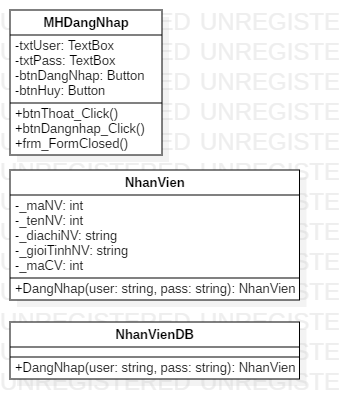 MHDangNhap
-txtUser: TextBox
-txtPass: TextBox
-btnDangNhap: Button
-btnHuy: Button
+btnThoat_Click()
+btnDangnhap_Click()
+frm_FormClosed()
NhanVien
-_maNV: int
-_tenNV: int
-_diachiNV: string
-_gioiTinhNV: string
-_maCV: int
+DangNhap(user: string, pass: string): NhanVien
NhanVienDB
+DangNhap(user: string, pass: string): NhanVien